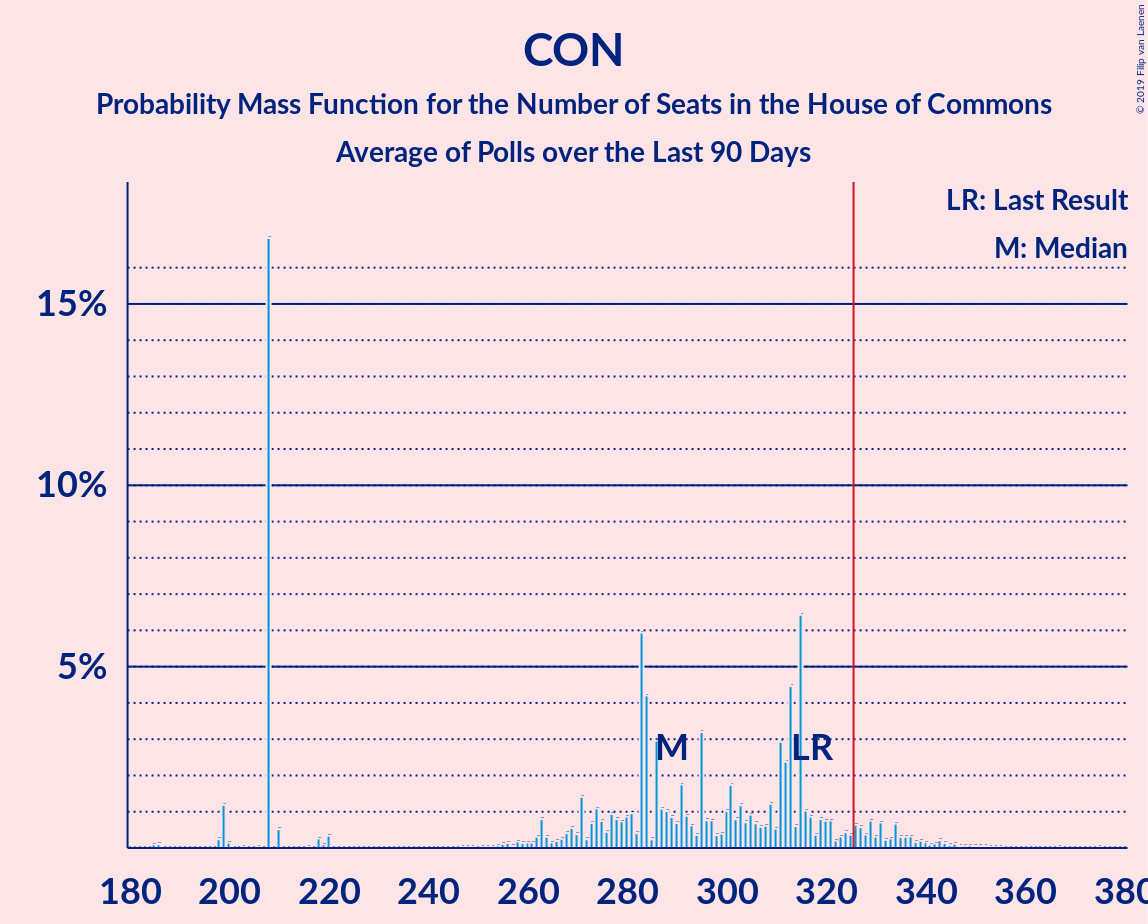 CON
Probability Mass Function for the Number of Seats in the House of Commons
Average of Polls over the Last 90 Days
© 2019 Filip van Laenen
LR: Last Result
M: Median
15%
10%
5%
M
LR
180 200 220 240 260 280 300 320 340 360 380